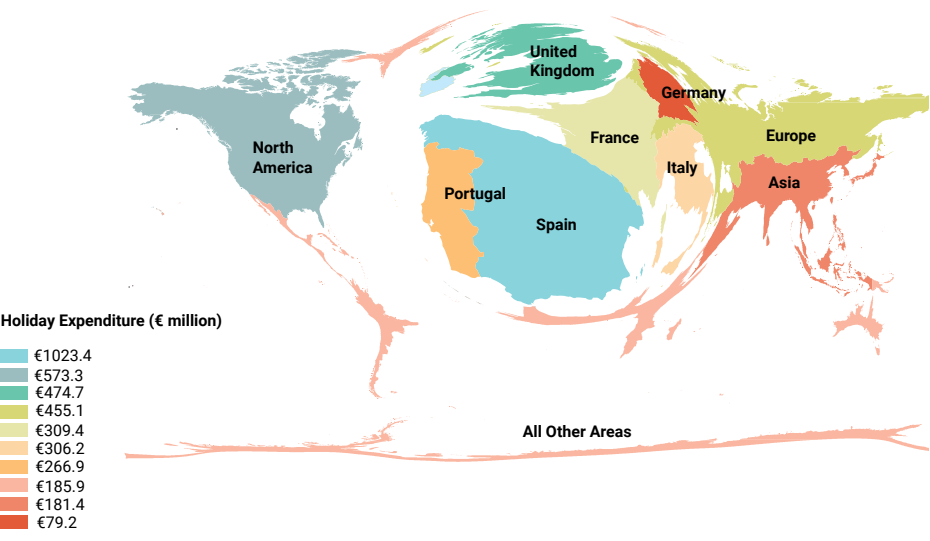 United
Kingdom
Germany
North
America
France
Europe
Italy
Asia
Portugal
Spain
Holiday Expenditure (€ million)
€1023.4
€573.3
€474.7
€455.1
€309.4
€306.2
€266.9
€185.9
€181.4
€79.2
All Other Areas